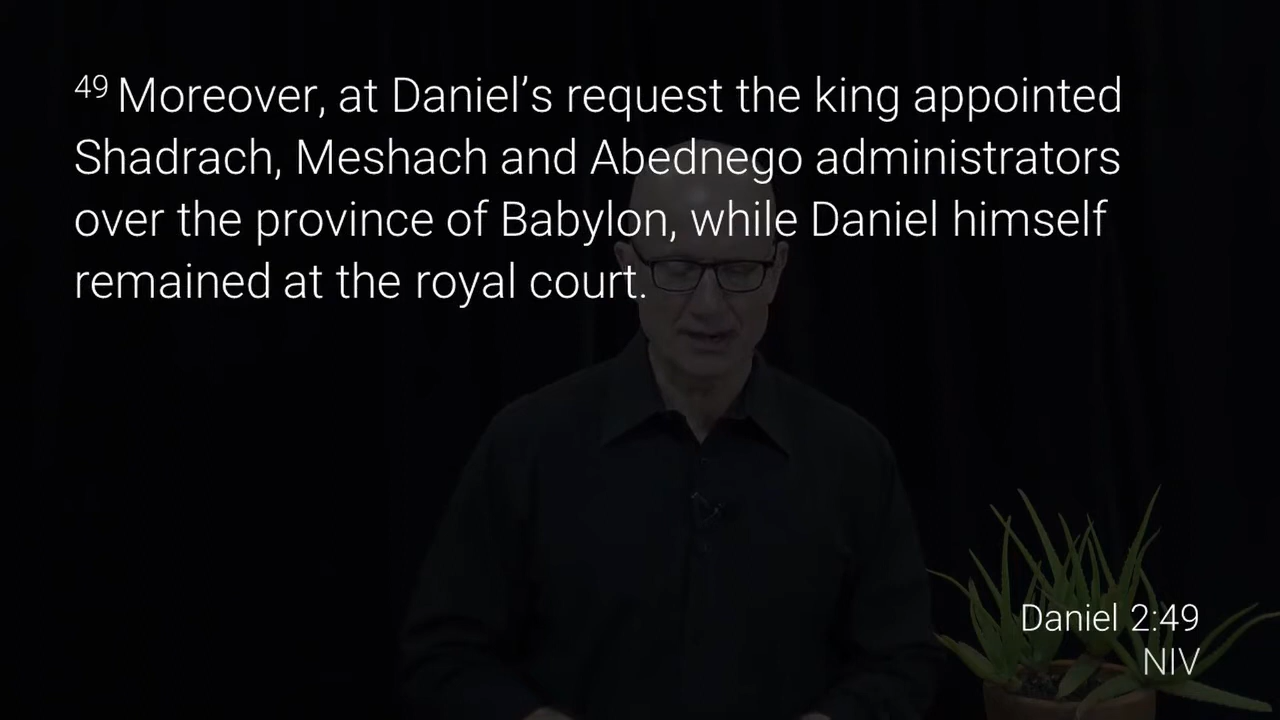 49 Moreover, at Daniel’s request the king appointed
Shadrach, Meshach and Abednego administrators
over the province of Babylon, while Daniel himself
remained at the royal court.
Daniel 2:49
NIV